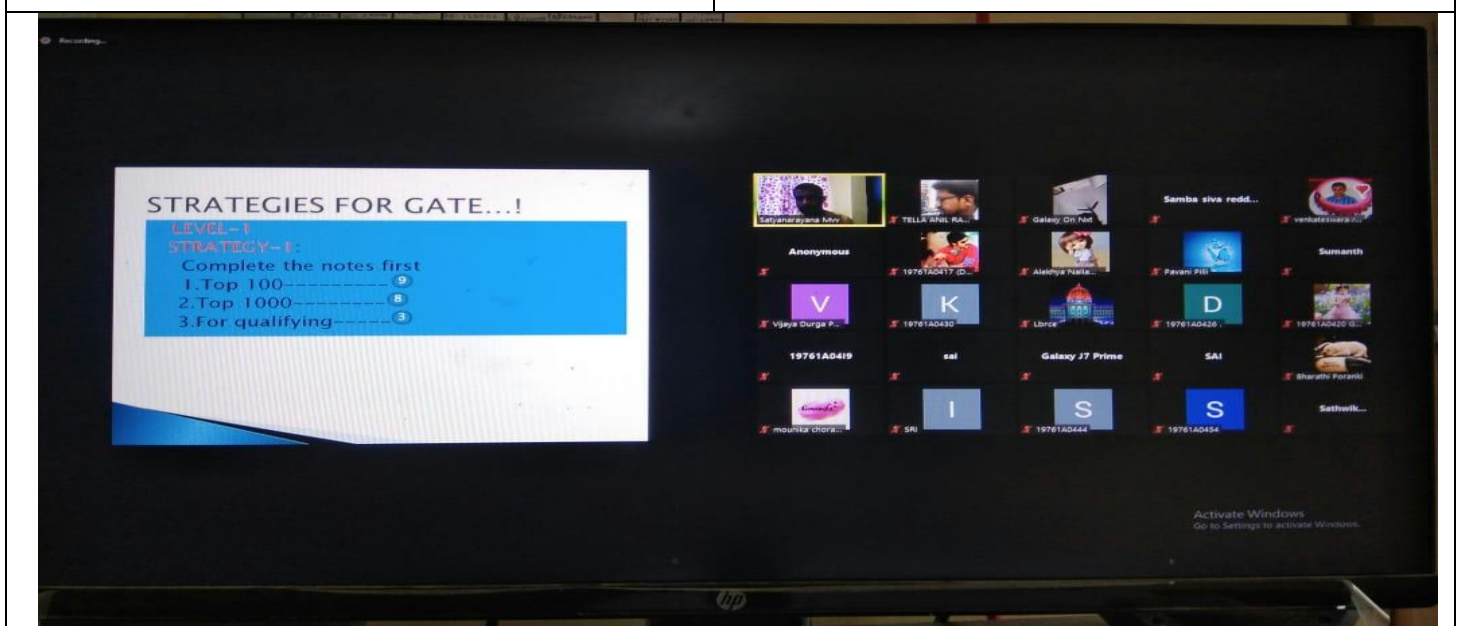 Recording...
STRATEGIES FOR GATE...!
LEVEL-1
STRATEGY-1:
Complete the notes first
1.Top 100---------9
2.Top 1000--------8
3.For qualifying-----3
Satyanarayana Mvv
TELLA ANIL RA...
Galaxy On Nxt
Samba siva redd...
venkateswara
Anonymous
19761A0417 (D...
Alekhya Nalla...
Pavani Pilli
Sumanth
V
Vijaya Durga P...
K
19761A0430
Lbrce
D
19761A0426
19761A0420 G...
19761A0419
sai
Galaxy J7 Prime
SAI
Bharathi Poranki
mounika chora...
I
SRI
S
19761A0444
S
19761A0454
Sathwik...
Activate Windows
Go to Settings to activate Windows.
hp